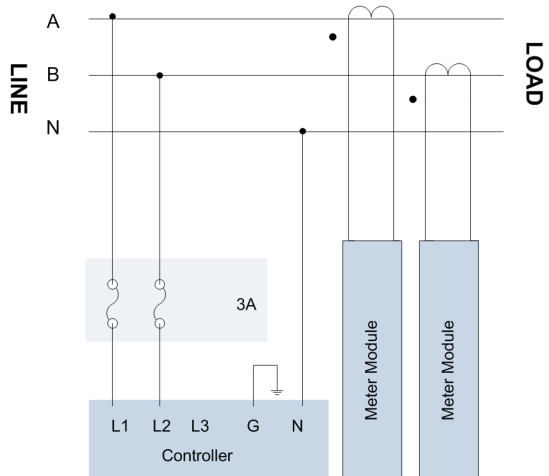 A
LINE
B
N
LOAD
3A
L1 L2 L3 G N
Controller
Meter Module
Meter Module